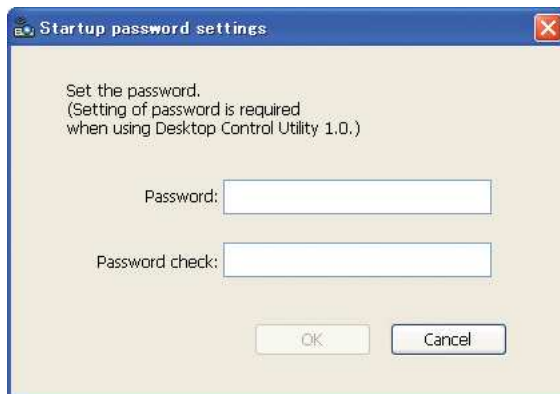 Startup password settings
Set the password.
(Setting of password is required
when using Desktop Control Utility 1.0.)
Password:
Password check:
OK
Cancel